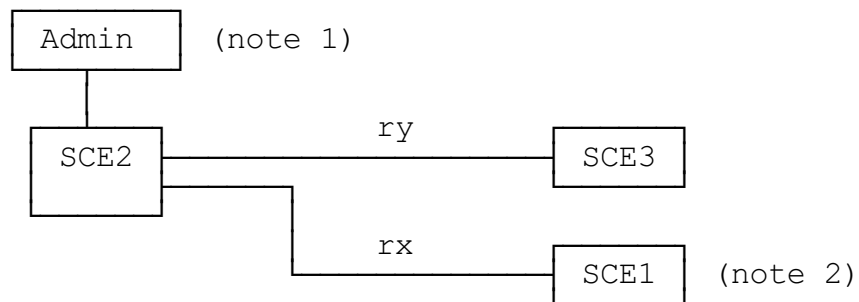 Admin (note 1)
ry
SCE2 SCE3
rx
SCE1 (note 2)